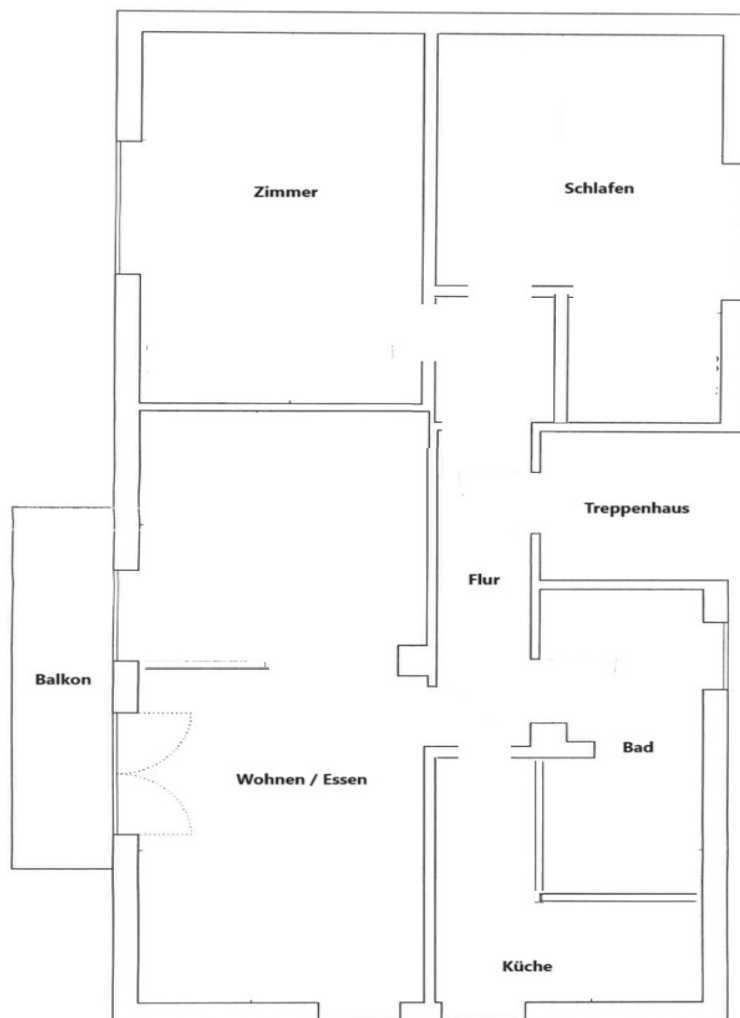 Zimmer
Schlafen
Treppenhaus
Flur
Balkon
Bad
Wohnen / Essen
Küche